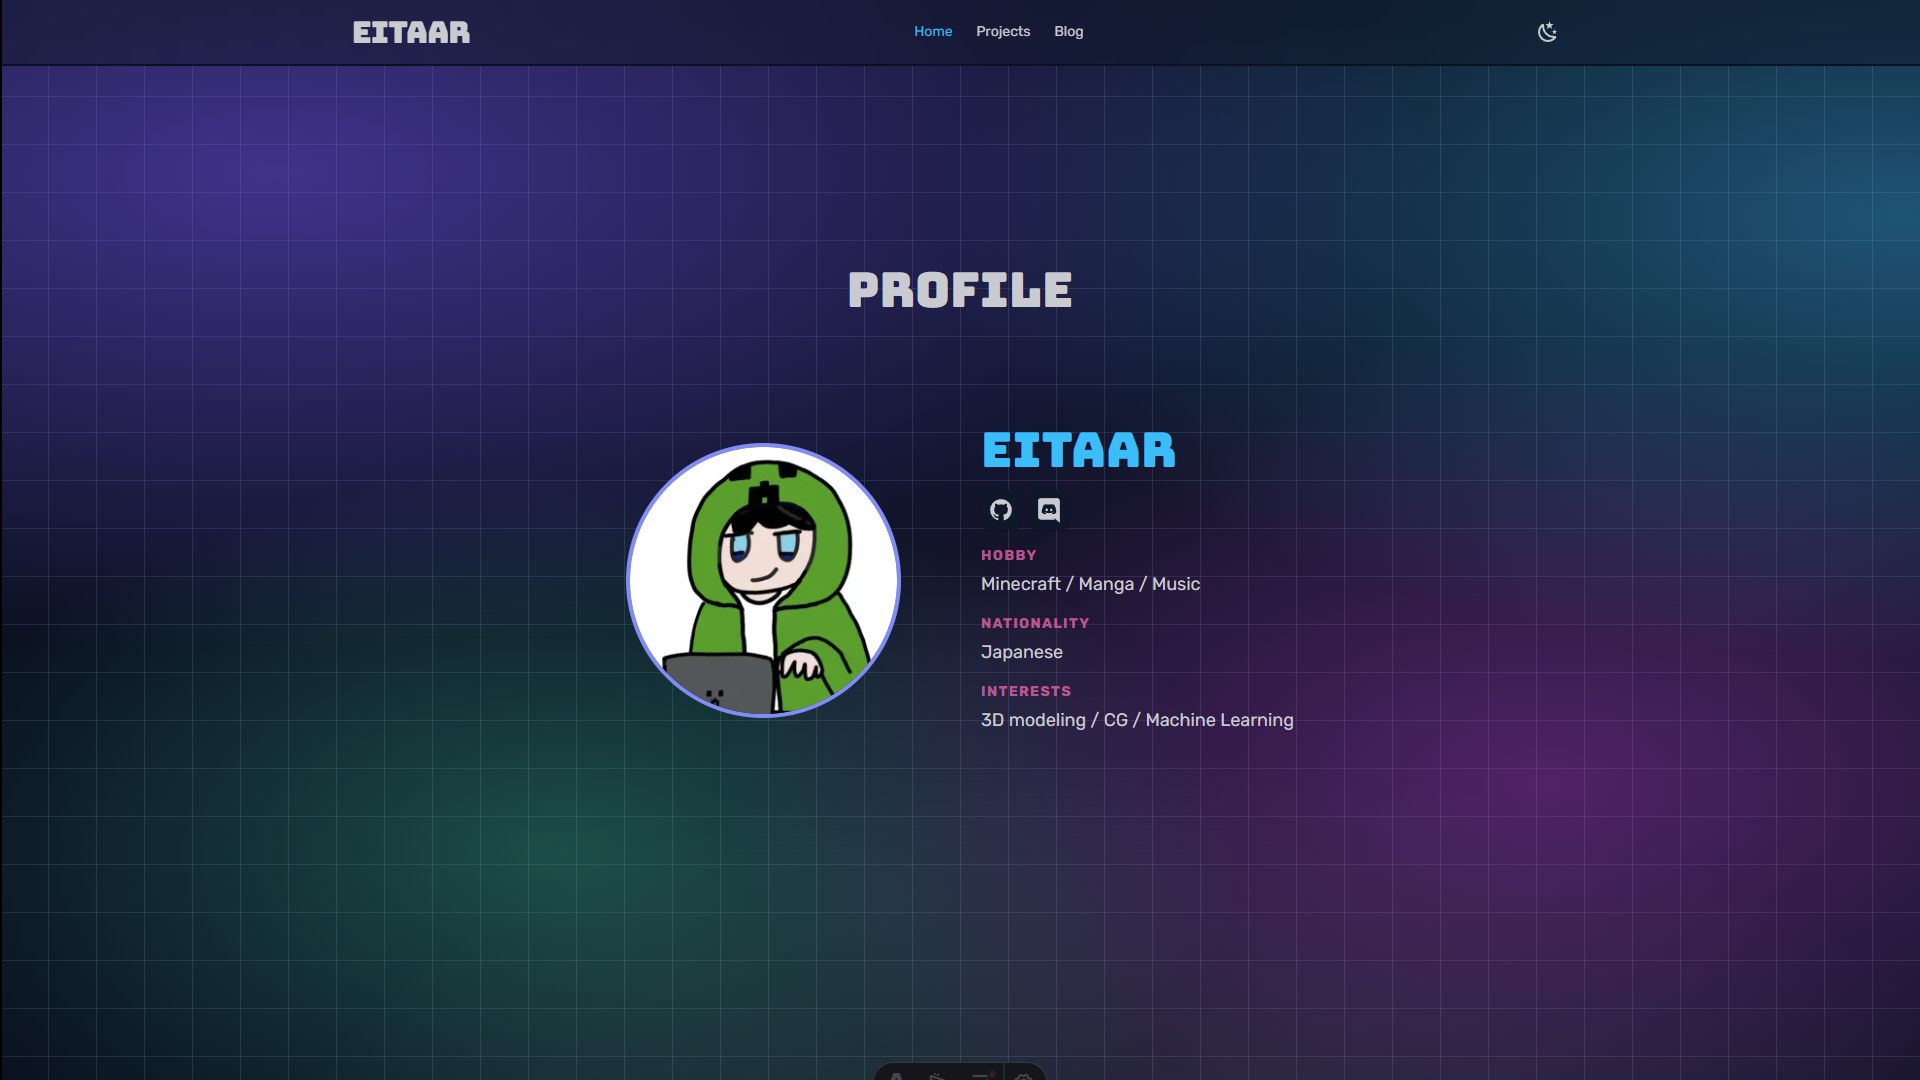 EITAAR
Home Projects Blog
PROFILE
EITAAR
HOBBY
Minecraft / Manga / Music
NATIONALITY
Japanese
INTERESTS
3D modeling / CG / Machine Learning